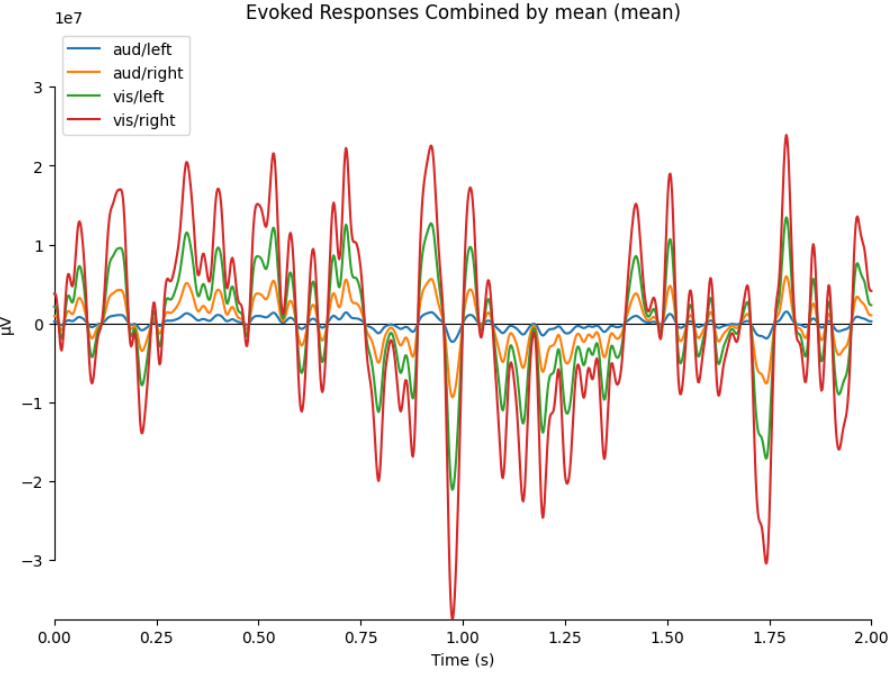 Evoked Responses Combined by mean (mean)
1e7
aud/left
aud/right
vis/left
vis/right
3
2
1
0
−1
−2
−3
µV
0.00 0.25 0.50 0.75 1.00 1.25 1.50 1.75 2.00
Time (s)